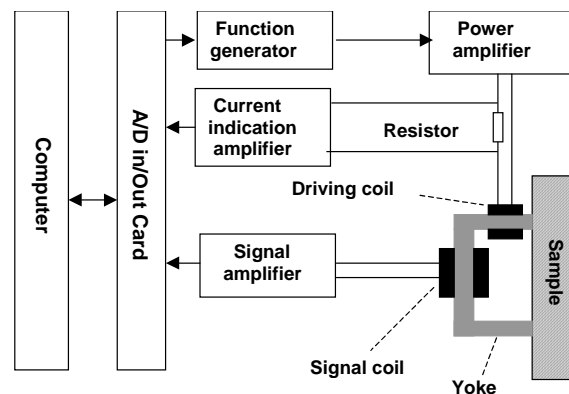 Computer
A/D in/Out Card
Function
generator
Power
amplifier
Current
indication
amplifier
Resistor
Driving coil
Signal
amplifier
Sample
Signal coil
Yoke